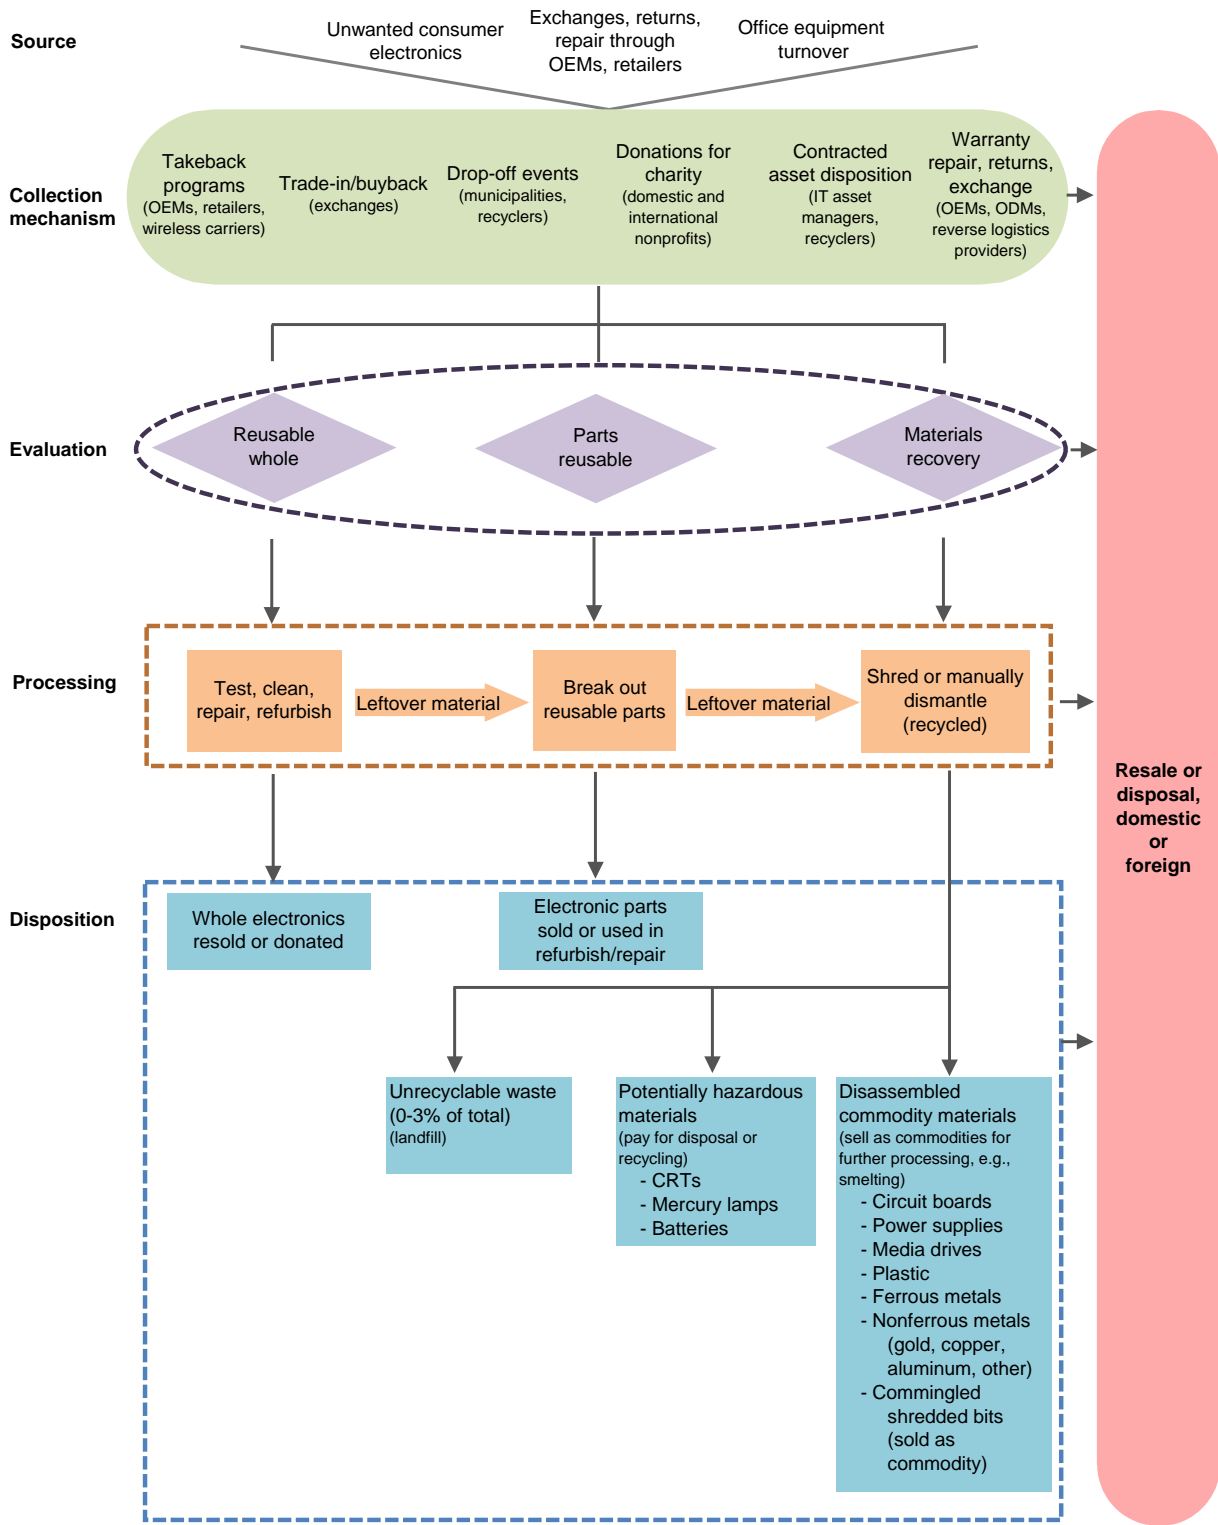 Source
Unwanted consumer
electronics
Exchanges, returns,
repair through
OEMs, retailers
Office equipment
turnover
Collection
mechanism
Takeback
programs
(OEMs, retailers,
wireless carriers)
Trade-in/buyback
(exchanges)
Drop-off events
(municipalities,
recyclers)
Donations for
charity
(domestic and
international
nonprofits)
Contracted
asset disposition
(IT asset
managers,
recyclers)
Warranty
repair, returns,
exchange
(OEMs, ODMs,
reverse logistics
providers)
Evaluation
Reusable
whole
Parts
reusable
Materials
recovery
Processing
Test, clean,
repair, refurbish
Leftover material
Break out
reusable parts
Leftover material
Shred or manually
dismantle
(recycled)
Resale or
disposal,
domestic
or
foreign
Disposition
Whole electronics
resold or donated
Electronic parts
sold or used in
refurbish/repair
Unrecyclable waste
(0-3% of total)
(landfill)
Potentially hazardous
materials
(pay for disposal or
recycling)
- CRTs
- Mercury lamps
- Batteries
Disassembled
commodity materials
(sell as commodities for
further processing, e.g.,
smelting)
- Circuit boards
- Power supplies
- Media drives
- Plastic
- Ferrous metals
- Nonferrous metals
(gold, copper,
aluminum, other)
- Commingled
shredded bits
(sold as
commodity)